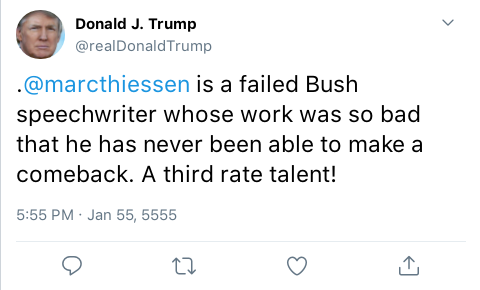 Donald J. Trump
@realDonaldTrump
.@marcthiessen is a failed Bush
speechwriter whose work was so bad
that he has never been able to make a
comeback. A third rate talent!
5:55 PM · Jan 55, 5555